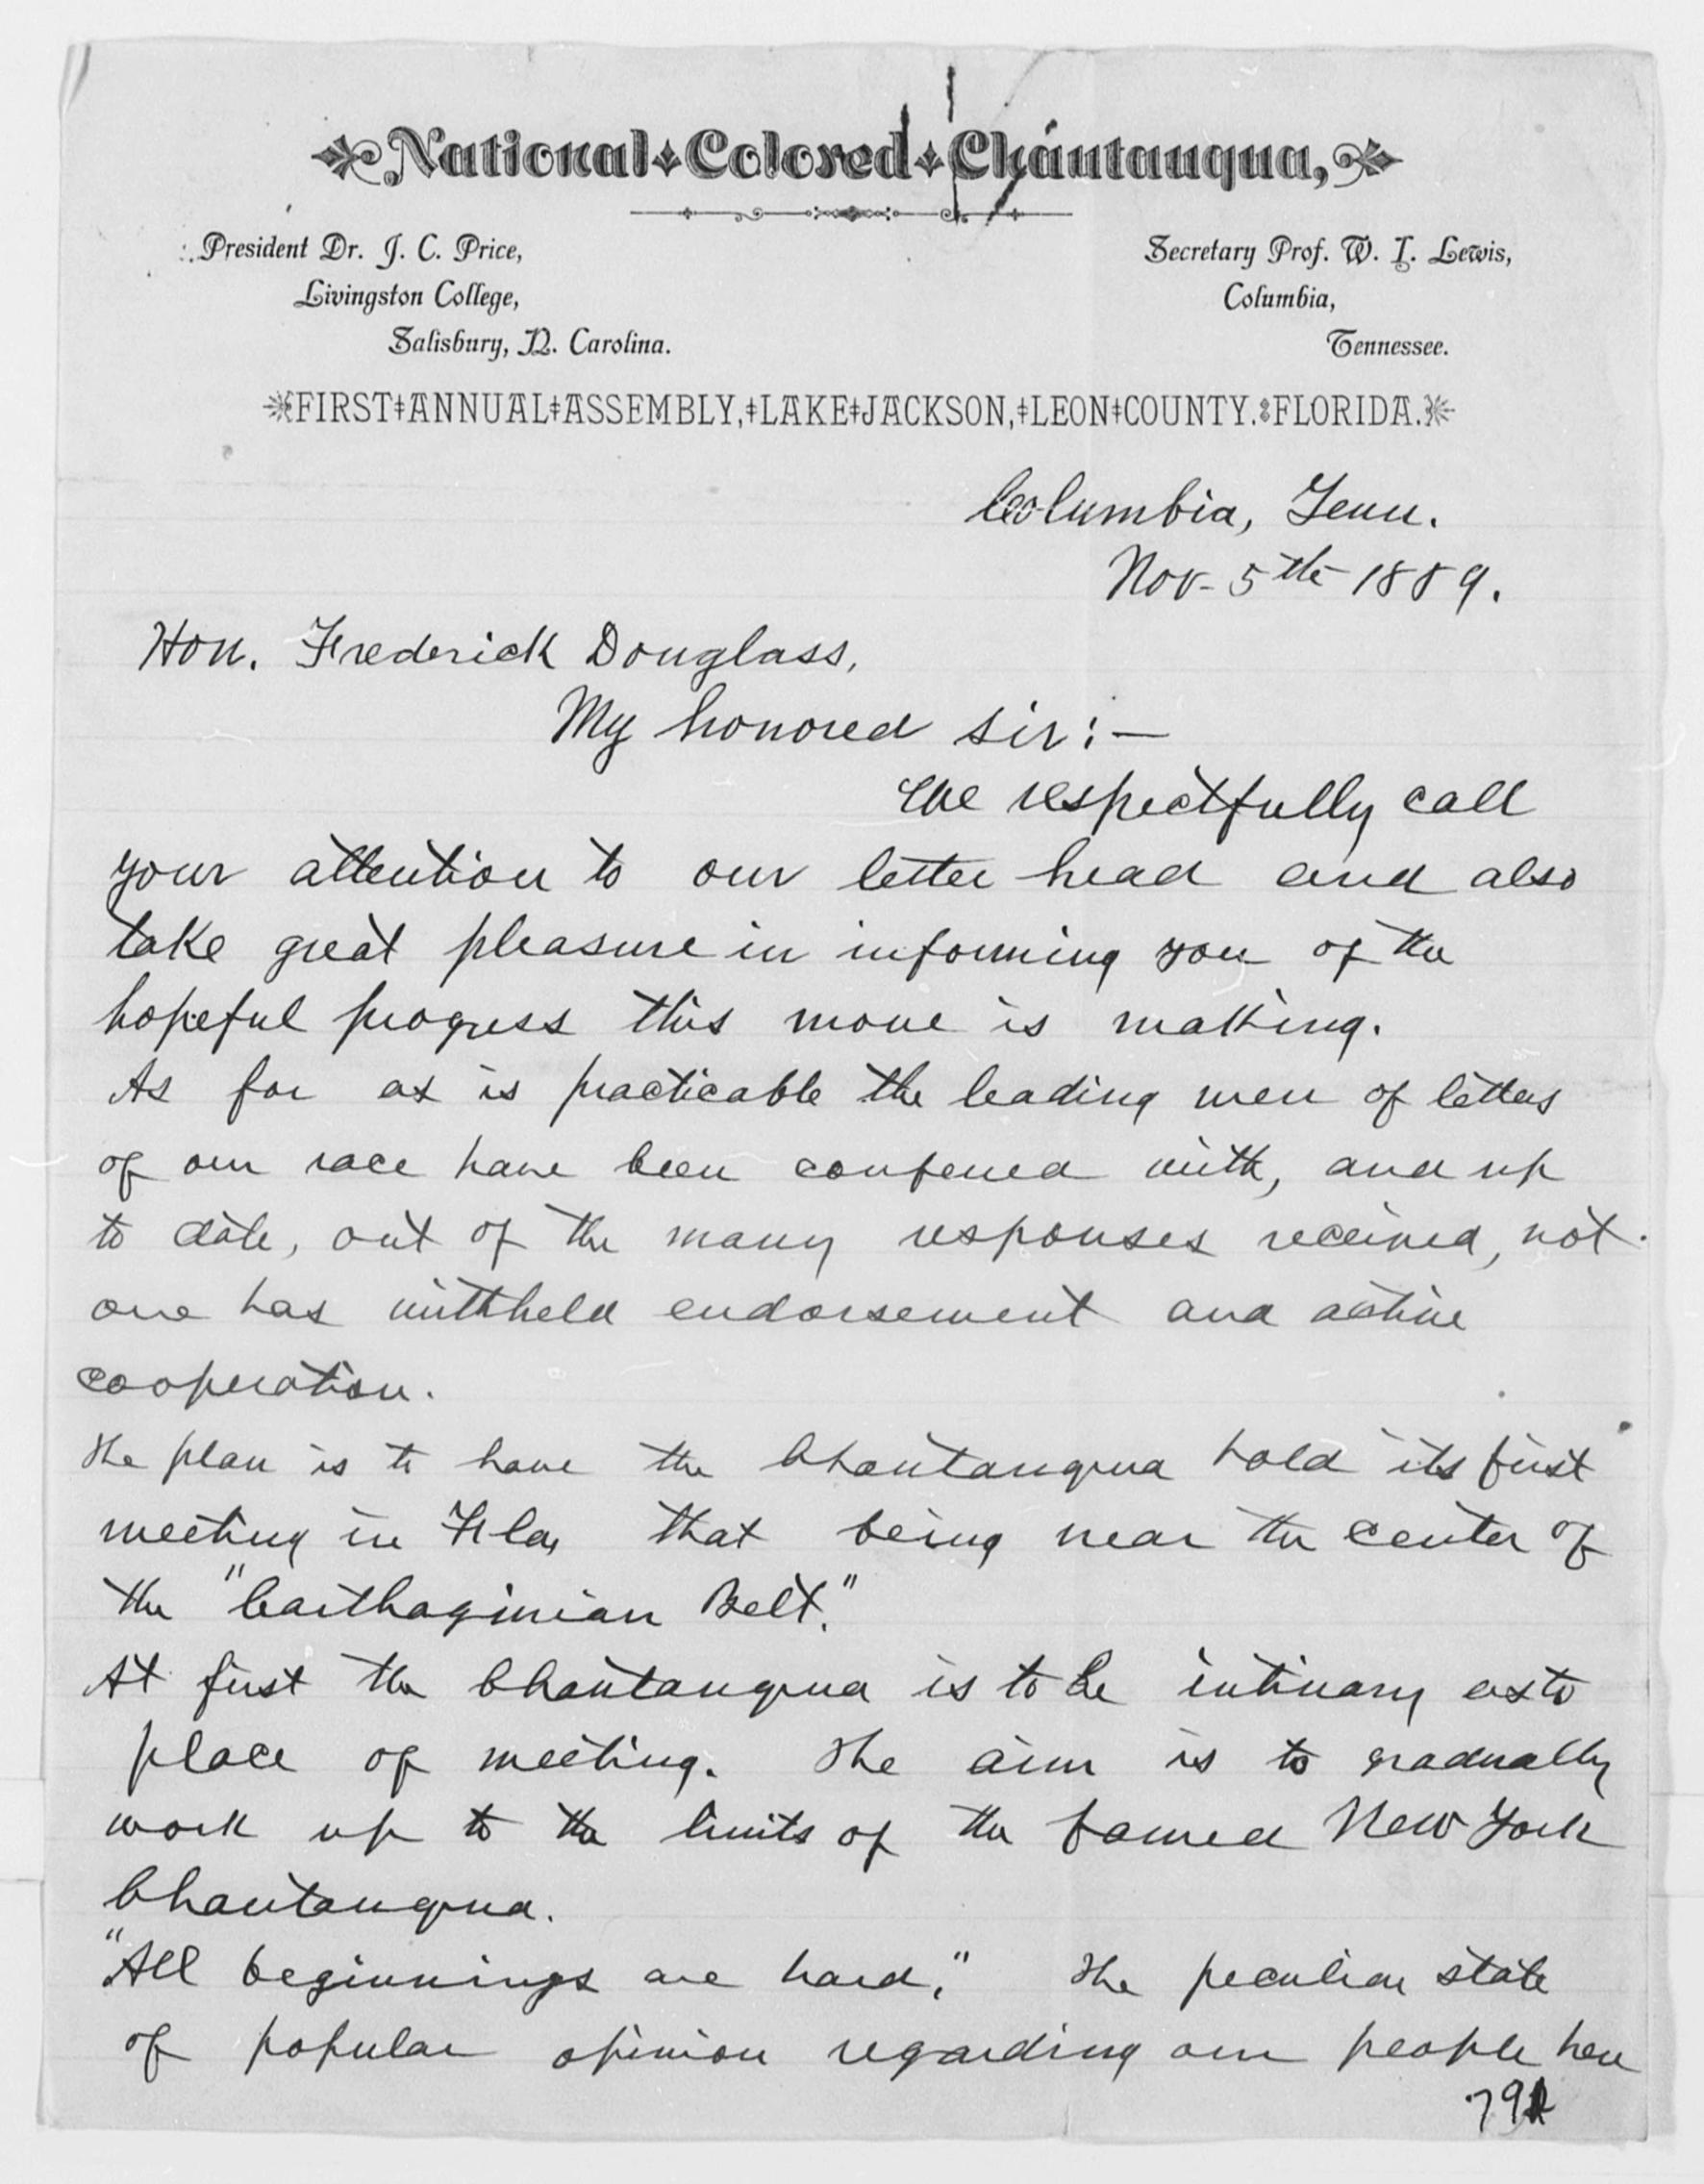 National Colored Chautauqua,
President Dr. J. C. Price,
Livingston College,
Salisbury, N. Carolina.
Secretary Prof. W. I. Lewis,
Columbia,
Tennessee.
FIRST ANNUAL ASSEMBLY, LAKE JACKSON, LEON COUNTY. FLORIDA.
Columbia, Tenn.
Nov- 5th 1889.
Hon. Frederick Douglass,
My honored sir:—
We respectfully call
your attention to our letter head and also
take great pleasure in informing you of the
hopeful progress this move is making.
As far as is practicable the leading men of letters
of our race have been conferred with, and up
to date, out of the many responses received, not
one has withheld endorsement and active
cooperation.
The plan is to have the Chautauqua hold its first
meeting in Fla, that being near the center of
the "Carthaginian Belt."
At first the Chautauqua is to be intinary as to
place of meeting. The aim is to gradually
work up to the limits of the famed New York
Chautauqua.
"All beginnings are hard," The peculiar state
of popular opinion regarding our people here